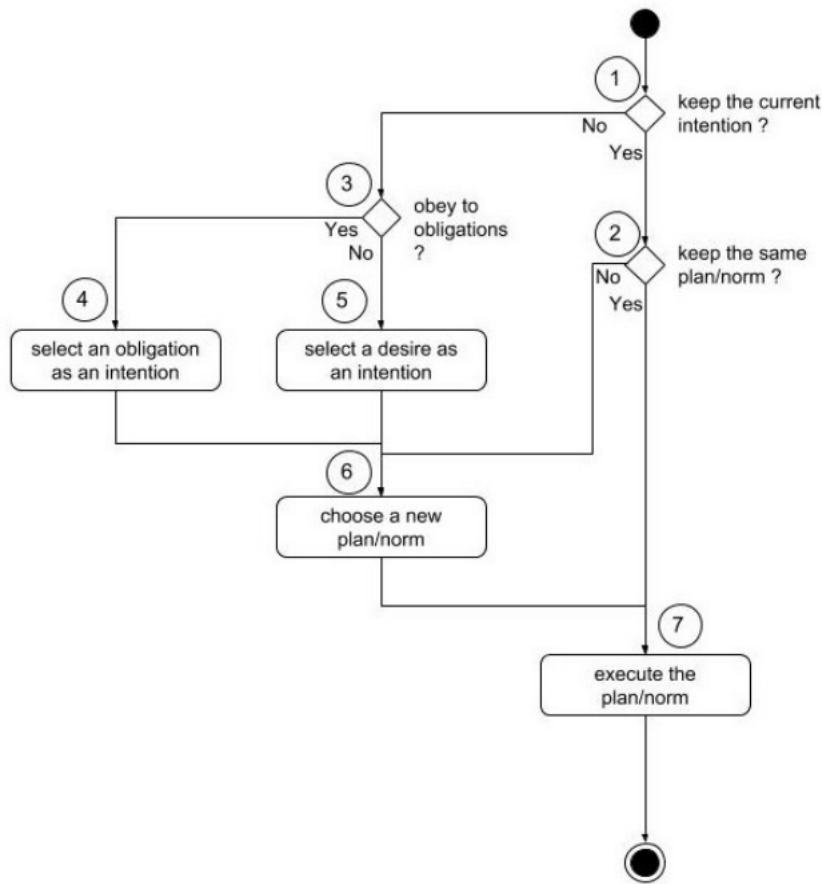 1
keep the current
intention ?
No
Yes
3
obey to
obligations
?
Yes
No
2
keep the same
plan/norm ?
No
Yes
4
select an obligation
as an intention
5
select a desire as
an intention
6
choose a new
plan/norm
7
execute the
plan/norm